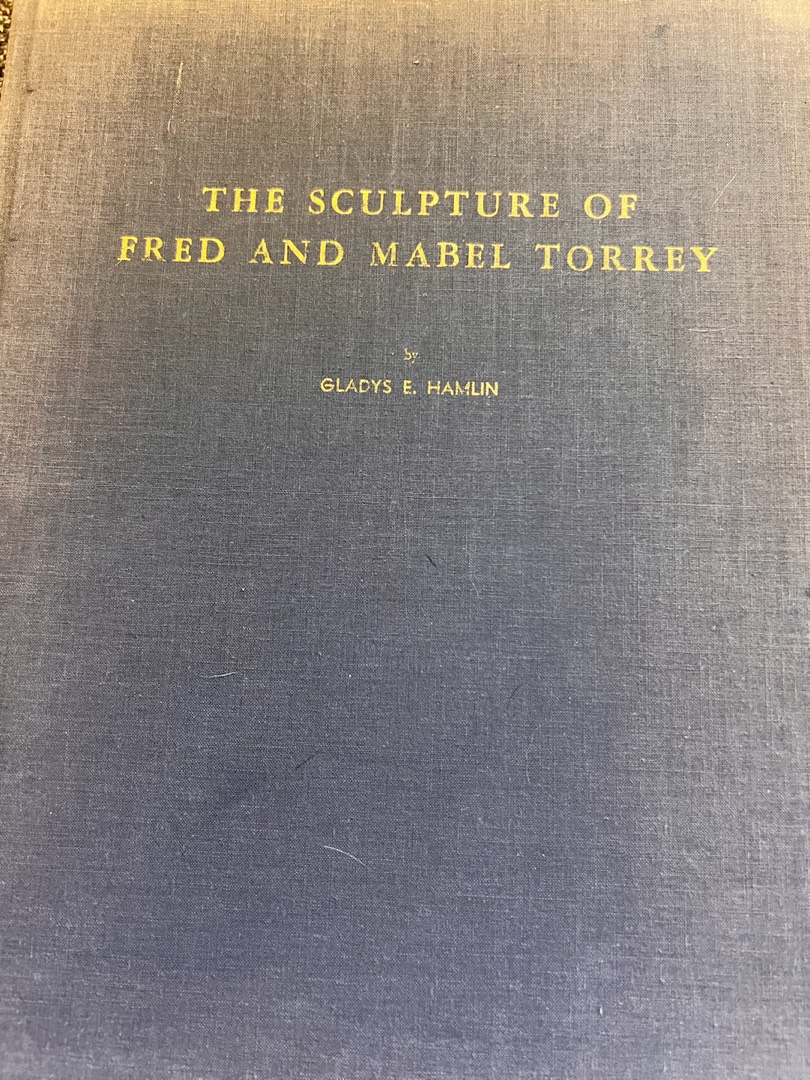 THE SCULPTURE OF
FRED AND MABEL TORREY
by
GLADYS E. HAMLIN